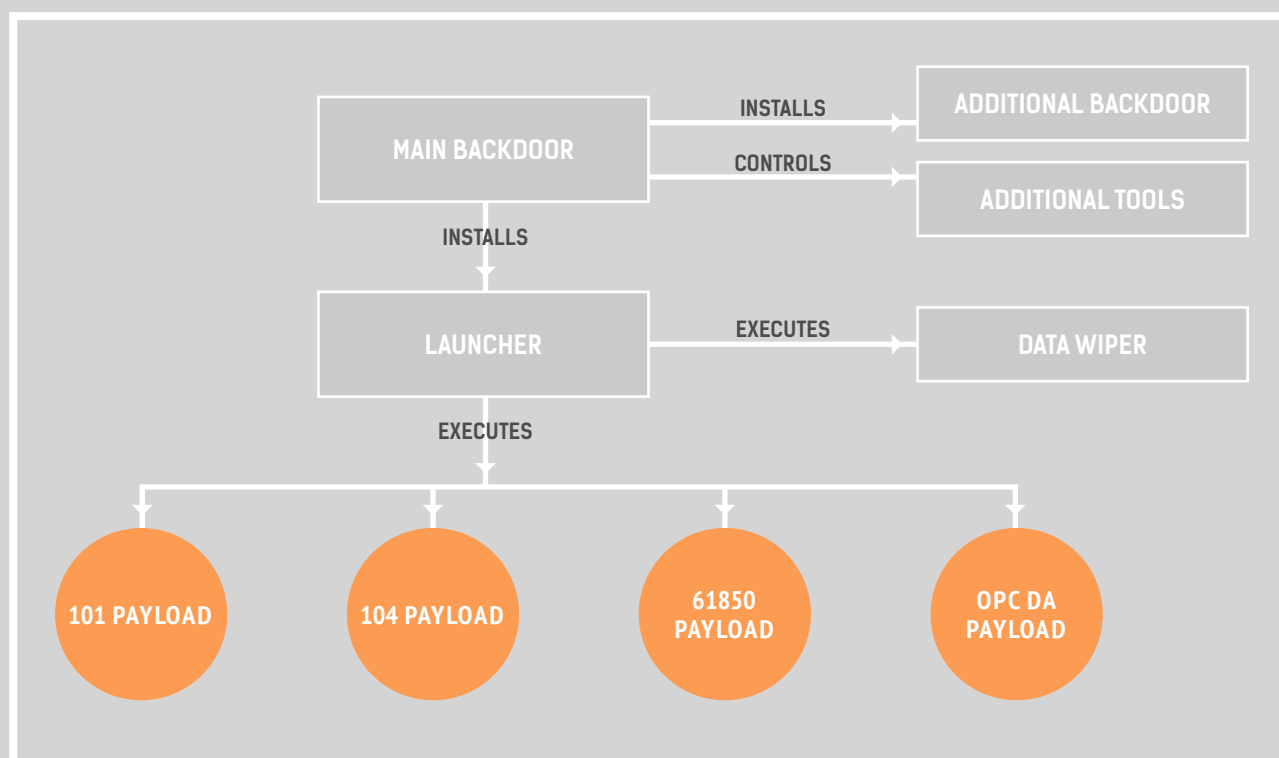 INSTALLS
ADDITIONAL BACKDOOR
MAIN BACKDOOR
CONTROLS
ADDITIONAL TOOLS
INSTALLS
LAUNCHER
EXECUTES
DATA WIPER
EXECUTES
101 PAYLOAD
104 PAYLOAD
61850
PAYLOAD
OPC DA
PAYLOAD